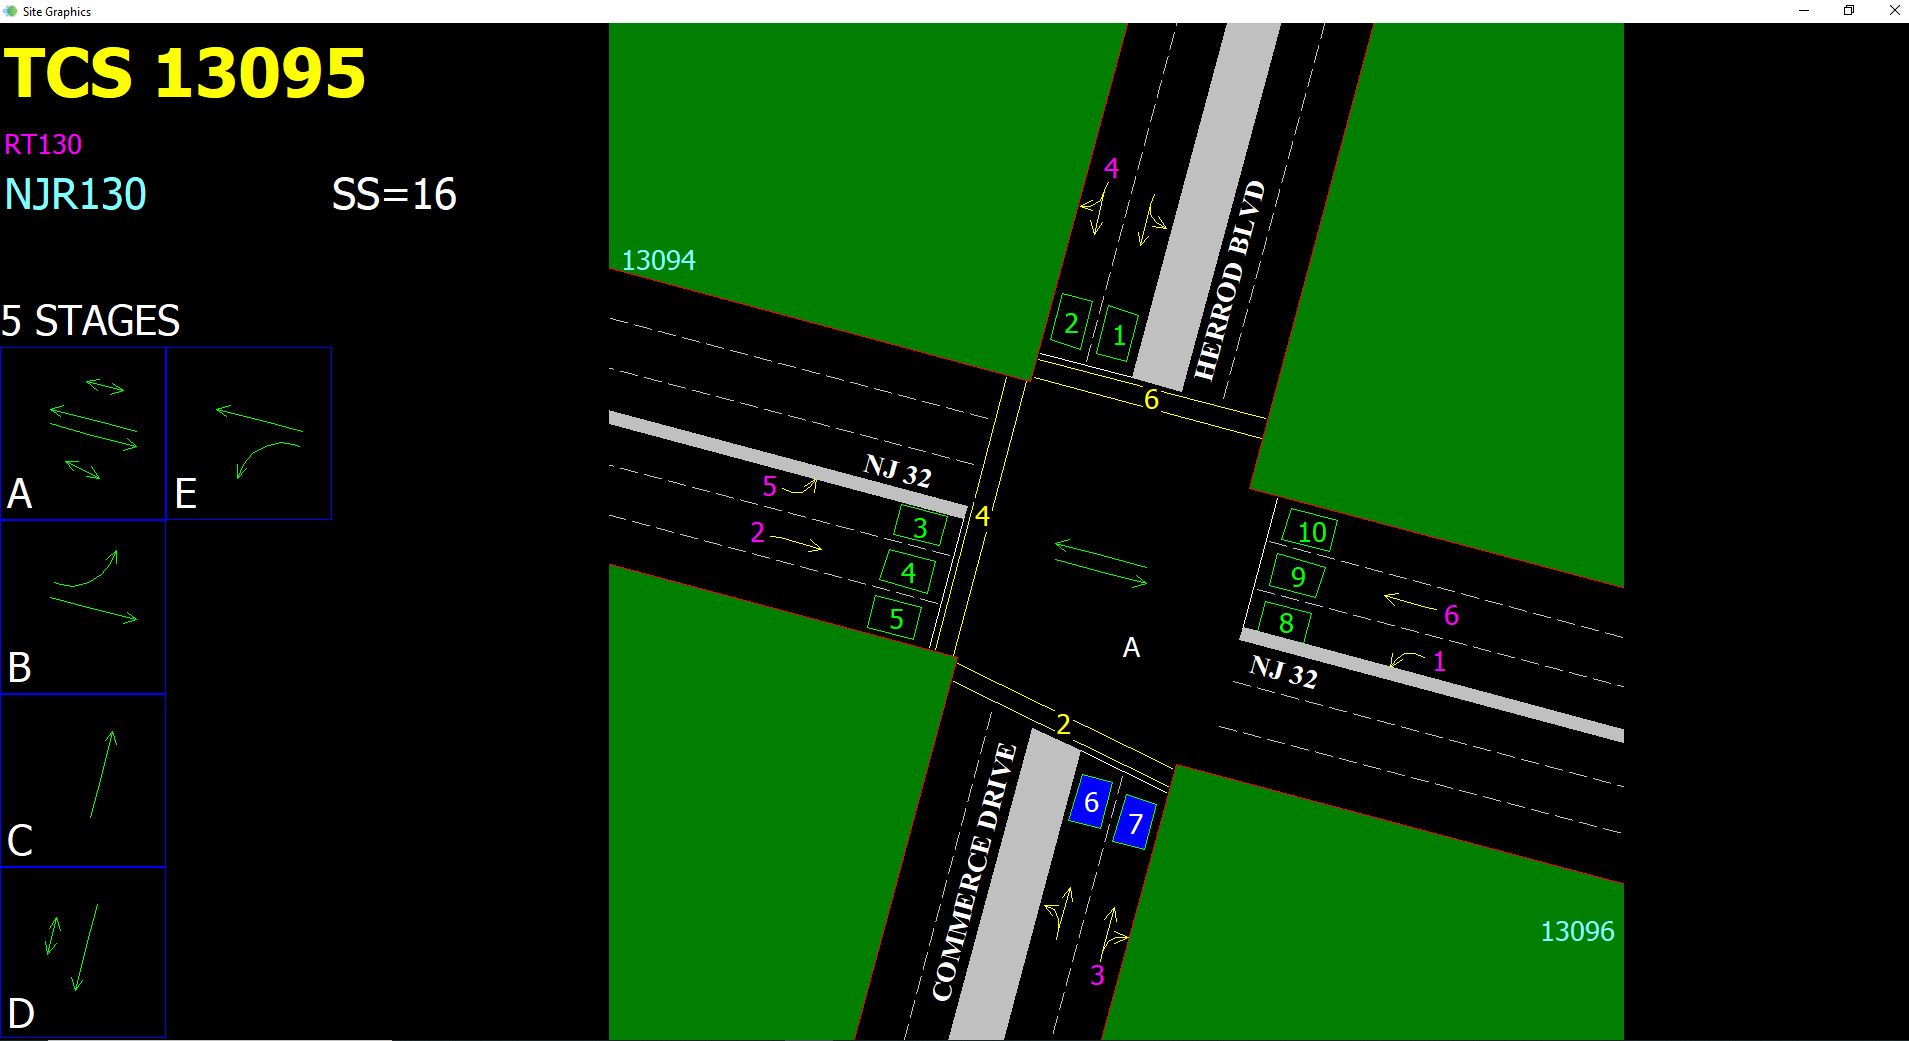 Site Graphics
TCS 13095
RT130
NJR130
SS=16
5 STAGES
A
E
B
C
D
13094
4
2
1
HERROD BLVD
6
NJ 32
5
3
4
2
4
5
10
9
6
8
1
NJ 32
A
2
COMMERCE DRIVE
6
7
3
13096